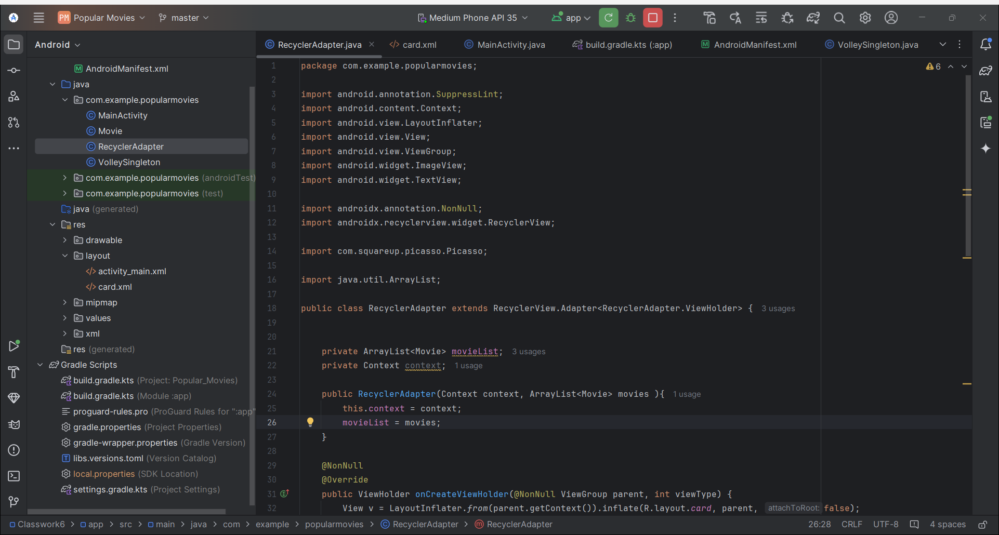 PM Popular Movies master Medium Phone API 35 app
Android
RecyclerAdapter.java card.xml MainActivity.java build.gradle.kts (:app) AndroidManifest.xml VolleySingleton.java
AndroidManifest.xml
java
com.example.popularmovies
MainActivity
Movie
RecyclerAdapter
VolleySingleton
com.example.popularmovies (androidTest)
com.example.popularmovies (test)
java (generated)
res
drawable
layout
activity_main.xml
card.xml
mipmap
values
xml
res (generated)
Gradle Scripts
build.gradle.kts (Project: Popular_Movies)
build.gradle.kts (Module :app)
proguard-rules.pro (ProGuard Rules for ":app"
gradle.properties (Project Properties)
gradle-wrapper.properties (Gradle Version)
libs.versions.toml (Version Catalog)
local.properties (SDK Location)
settings.gradle.kts (Project Settings)
6
1 package com.example.popularmovies;
2
3 import android.annotation.SuppressLint;
4 import android.content.Context;
5 import android.view.LayoutInflater;
6 import android.view.View;
7 import android.view.ViewGroup;
8 import android.widget.ImageView;
9 import android.widget.TextView;
10
11 import androidx.annotation.NonNull;
12 import androidx.recyclerview.widget.RecyclerView;
13
14 import com.squareup.picasso.Picasso;
15
16 import java.util.ArrayList;
17
18 public class RecyclerAdapter extends RecyclerView.Adapter<RecyclerAdapter.ViewHolder> { 3 usages
19
20
21 private ArrayList<Movie> movieList; 3 usages
22 private Context context; 1 usage
23
24 public RecyclerAdapter(Context context, ArrayList<Movie> movies ){ 1 usage
25 this.context = context;
26 movieList = movies;
27 }
28
29 @NonNull
30 @Override
31 public ViewHolder onCreateViewHolder(@NonNull ViewGroup parent, int viewType) {
32 View v = LayoutInflater.from(parent.getContext()).inflate(R.layout.card, parent, attachToRoot: false);
Classwork6 > app > src > main > java > com > example > popularmovies > RecyclerAdapter > RecyclerAdapter 26:28 CRLF UTF-8 4 spaces